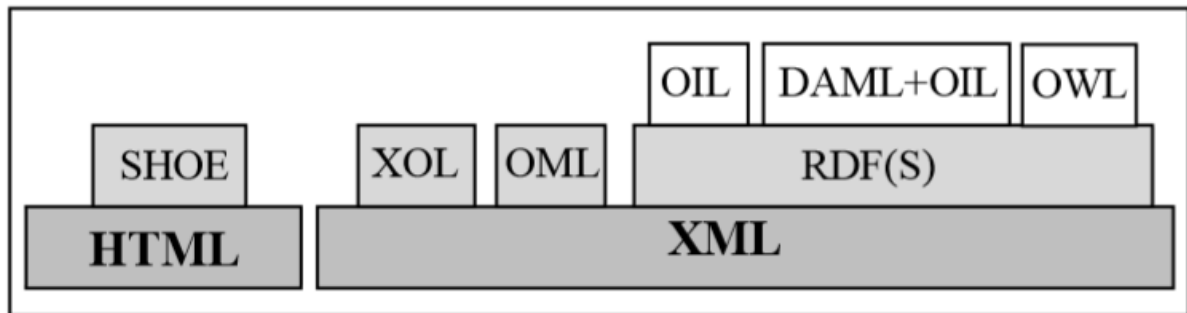 OIL DAML+OIL OWL
SHOE XOL OML RDF(S)
HTML XML